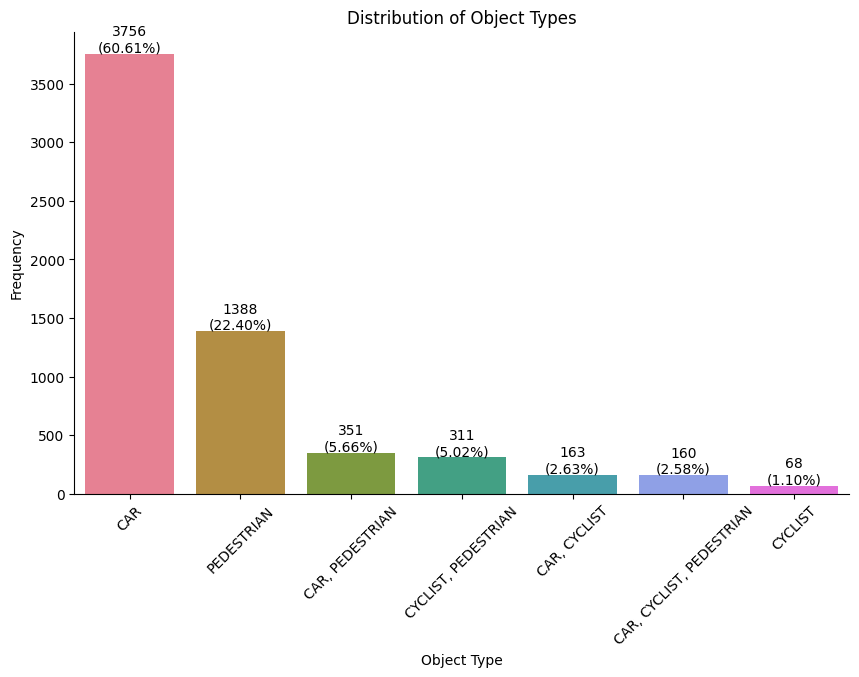 Distribution of Object Types
Frequency
3500
3000
2500
2000
1500
1000
500
0
3756
(60.61%)
1388
(22.40%)
351
(5.66%)
311
(5.02%)
163
(2.63%)
160
(2.58%)
68
(1.10%)
CAR
PEDESTRIAN
CAR, PEDESTRIAN
CYCLIST, PEDESTRIAN
CAR, CYCLIST
CAR, CYCLIST, PEDESTRIAN
CYCLIST
Object Type